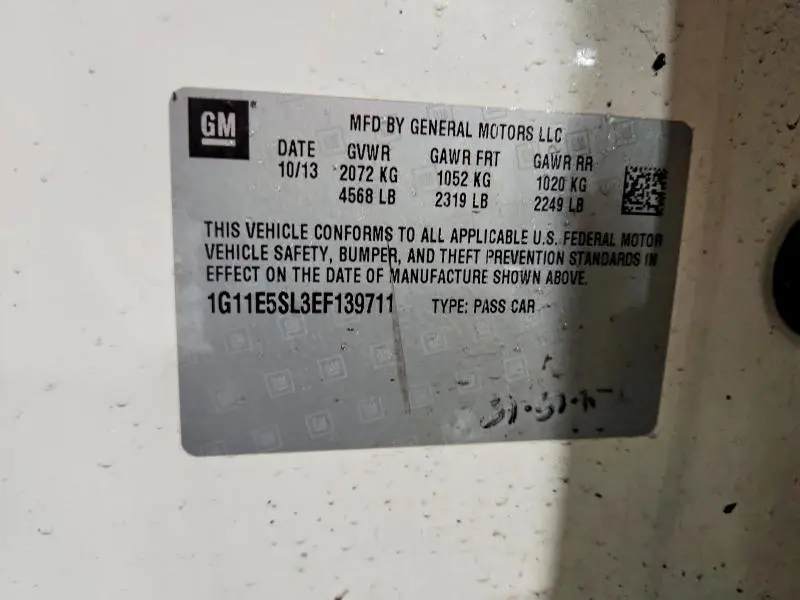 GM
MFD BY GENERAL MOTORS LLC
DATE GVWR GAWR FRT GAWR RR
10/13 2072 KG 1052 KG 1020 KG
4568 LB 2319 LB 2249 LB
THIS VEHICLE CONFORMS TO ALL APPLICABLE U.S. FEDERAL MOTOR
VEHICLE SAFETY, BUMPER, AND THEFT PREVENTION STANDARDS IN
EFFECT ON THE DATE OF MANUFACTURE SHOWN ABOVE.
1G11E5SL3EF139711 TYPE: PASS CAR